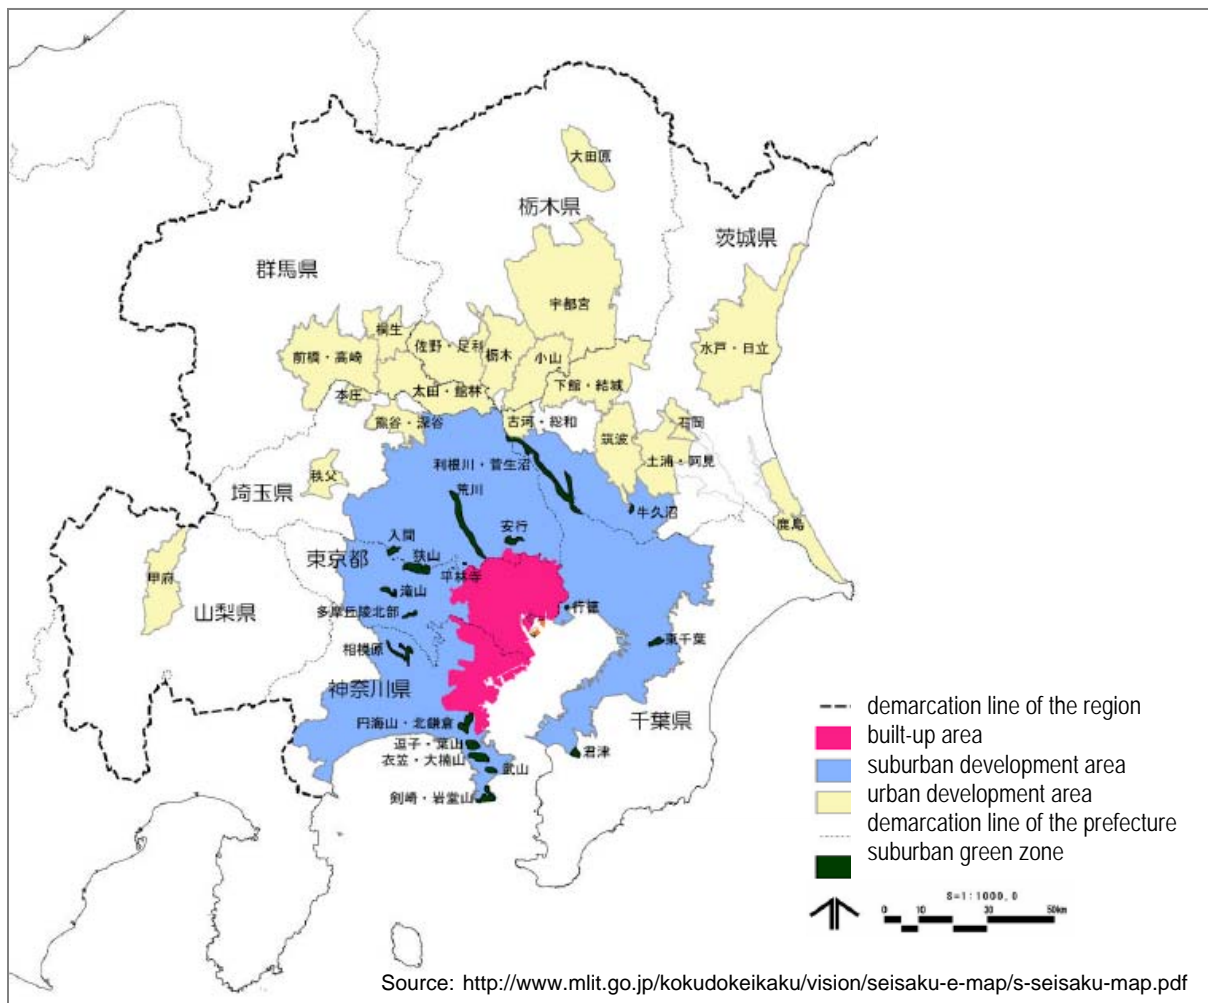 大田原
栃木県
茨城県
群馬県
宇都宮
桐生
佐野・足利
栃木
小山
前橋・高崎
水戸・日立
下館・結城
本庄
太田・館林
熊谷・深谷
古河・総和
石岡
筑波
土浦・阿見
利根川・菅生沼
秩父
埼玉県
荒川
牛久沼
鹿島
安行
入間
東京都
狭山
平林寺
甲府
滝山
山梨県
多摩丘陵北部
行徳
東千葉
相模原
神奈川県
千葉県
円海山・北鎌倉
逗子・葉山
衣笠・大楠山
武山
君津
剣崎・岩堂山
demarcation line of the region
built-up area
suburban development area
urban development area
demarcation line of the prefecture
suburban green zone
S=1:1000,0
0 10 30 50km
Source: http://www.mlit.go.jp/kokudokeikaku/vision/seisaku-e-map/s-seisaku-map.pdf